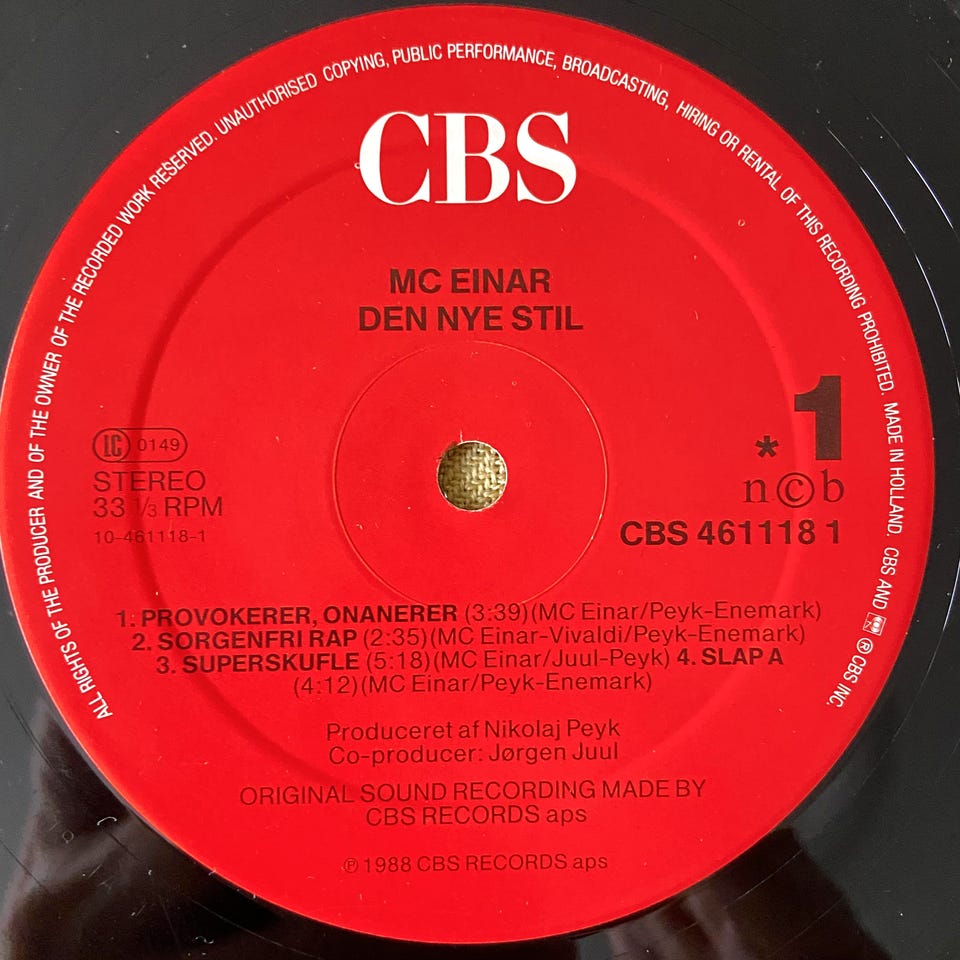 ALL RIGHTS OF THE PRODUCER AND OF THE OWNER OF THE RECORDED WORK RESERVED. UNAUTHORISED COPYING, PUBLIC PERFORMANCE, BROADCASTING, HIRING OR RENTAL OF THIS RECORDING PROHIBITED. MADE IN HOLLAND. CBS AND ℗ CBS INC.
CBS
MC EINAR
DEN NYE STIL
LC 0149
STEREO
33 ⅓ RPM
10-461118-1
* 1
n©b
CBS 461118 1
1: PROVOKERER, ONANERER (3:39)(MC Einar/Peyk-Enemark)
2. SORGENFRI RAP (2:35)(MC Einar-Vivaldi/Peyk-Enemark)
3. SUPERSKUFLE (5:18)(MC Einar/Juul-Peyk) 4. SLAP A
(4:12)(MC Einar/Peyk-Enemark)
Produceret af Nikolaj Peyk
Co-producer: Jørgen Juul
ORIGINAL SOUND RECORDING MADE BY
CBS RECORDS aps
℗ 1988 CBS RECORDS aps